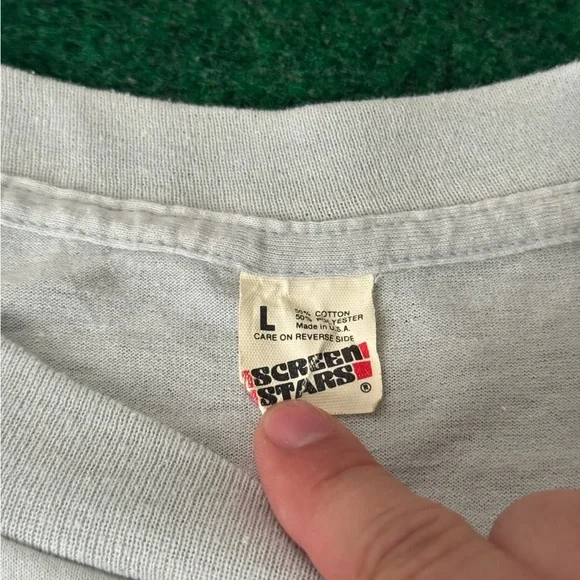 L
50% COTTON
50% POLYESTER
Made in U.S.A.
CARE ON REVERSE SIDE
SCREEN
STARS ®